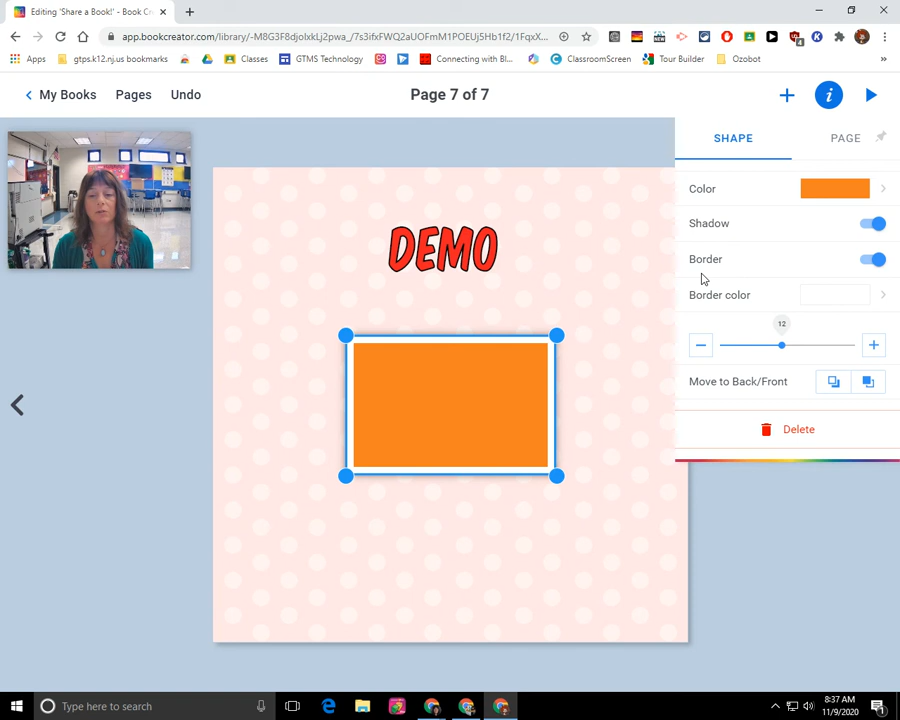 Editing 'Share a Book!' - Book Cr
app.bookcreator.com/library/-M8G3F8djolxkLj2pwa_/7s3ifxFWQ2aUOFmM1POEUj5Hb1f2/1Fqx...
Apps gtps.k12.nj.us bookmarks Classes GTMS Technology Connecting with Bl... ClassroomScreen Tour Builder Ozobot »
My Books Pages Undo Page 7 of 7
SHAPE PAGE
Color
Shadow
Border
Border color
12
Move to Back/Front
Delete
DEMO
Type here to search
8:37 AM
11/9/2020